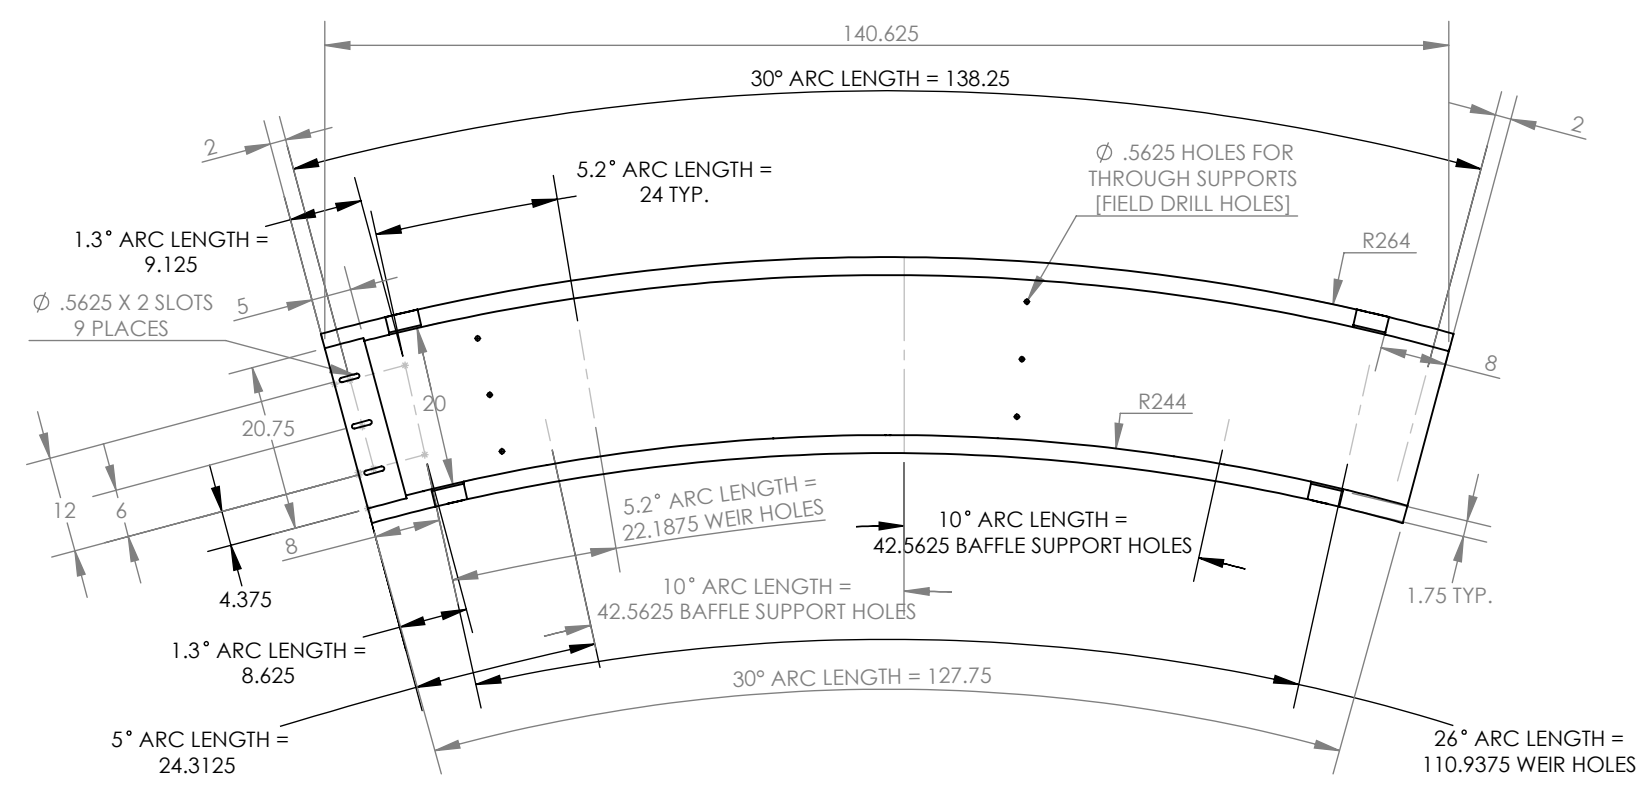 140.625
30° ARC LENGTH = 138.25
2
2
5.2° ARC LENGTH =
24 TYP.
Ø .5625 HOLES FOR
THROUGH SUPPORTS
[FIELD DRILL HOLES]
1.3° ARC LENGTH =
9.125
R264
Ø .5625 X 2 SLOTS
9 PLACES
5
8
20
R244
20.75
12
6
5.2° ARC LENGTH =
22.1875 WEIR HOLES
10° ARC LENGTH =
42.5625 BAFFLE SUPPORT HOLES
8
4.375
10° ARC LENGTH =
42.5625 BAFFLE SUPPORT HOLES
1.75 TYP.
1.3° ARC LENGTH =
8.625
30° ARC LENGTH = 127.75
5° ARC LENGTH =
24.3125
26° ARC LENGTH =
110.9375 WEIR HOLES